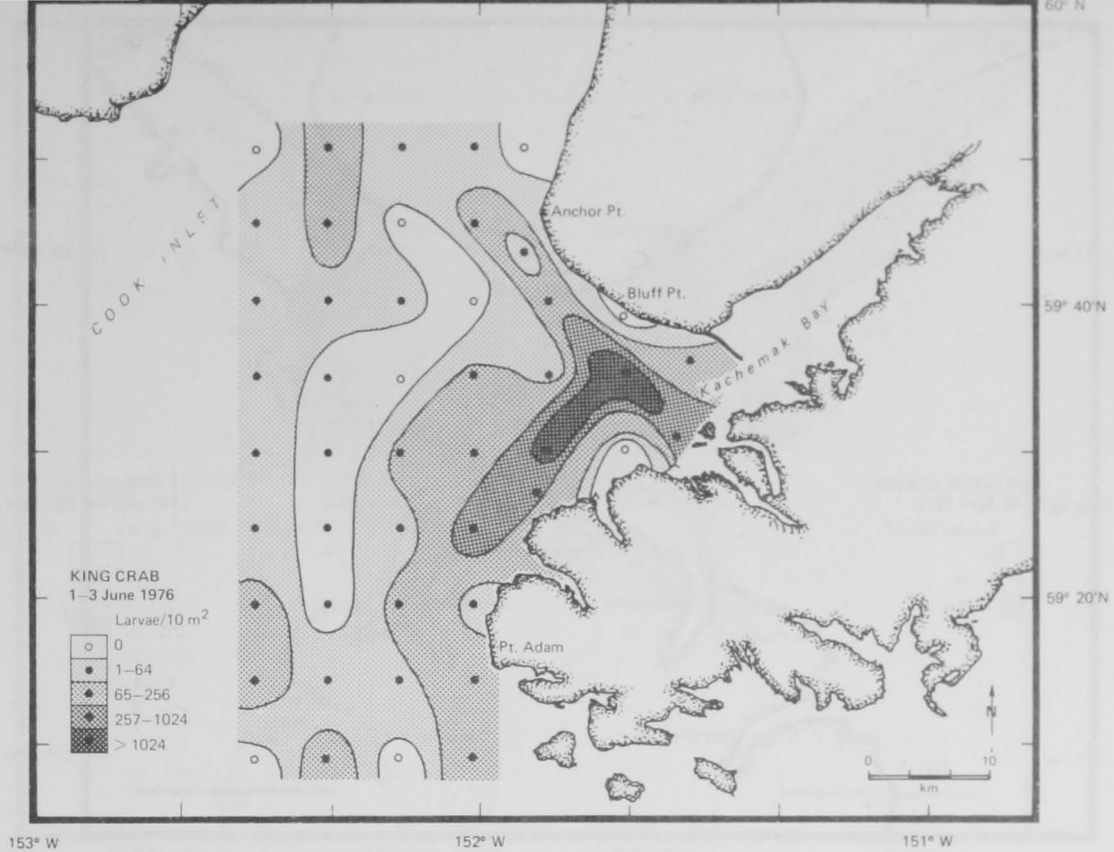 60° N
COOK INLET
Anchor Pt.
Bluff Pt.
59° 40'N
Kachemak Bay
KING CRAB
1–3 June 1976
Larvae/10 m²
0
1–64
65–256
257–1024
> 1024
59° 20'N
Pt. Adam
N
0 10
km
153° W 152° W 151° W